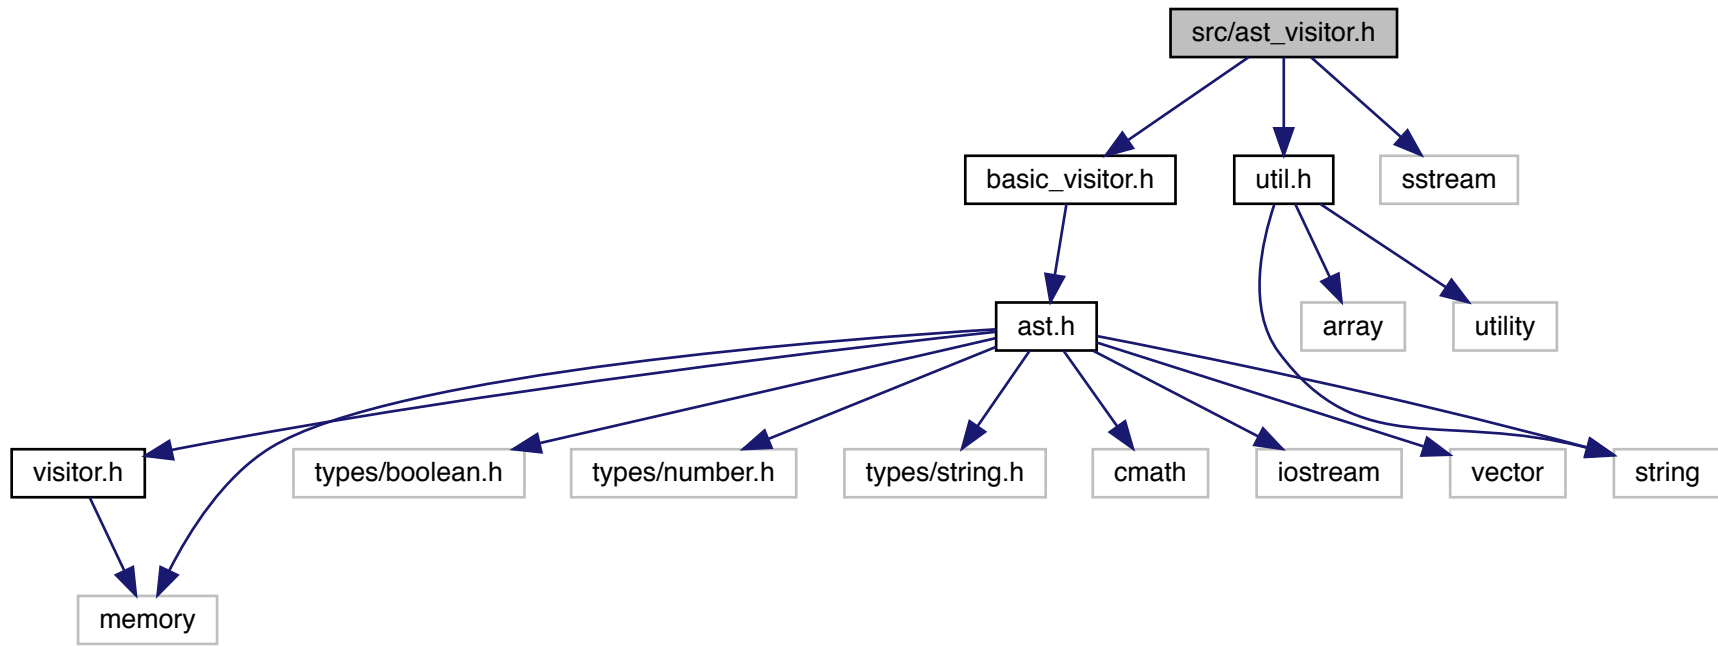 src/ast_visitor.h
basic_visitor.h
util.h
sstream
ast.h
array
utility
visitor.h
types/boolean.h
types/number.h
types/string.h
cmath
iostream
vector
string
memory